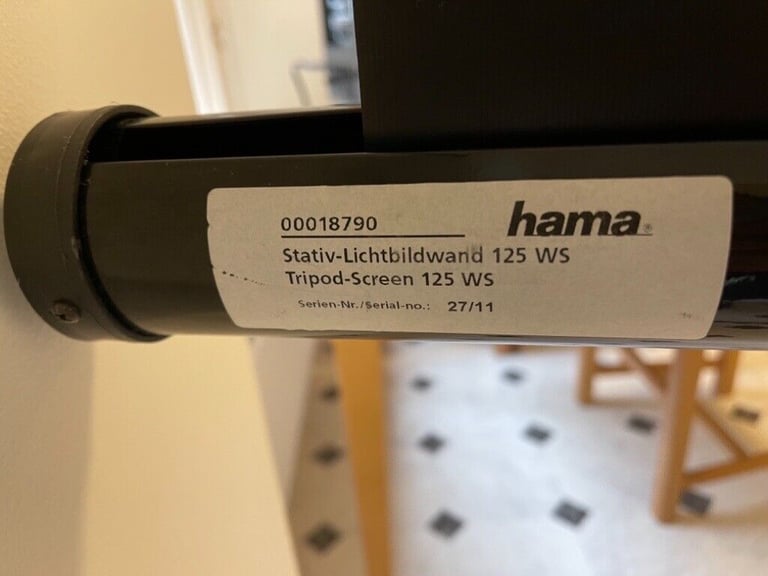 00018790
hama®
Stativ-Lichtbildwand 125 WS
Tripod-Screen 125 WS
Serien-Nr./Serial-no.: 27/11